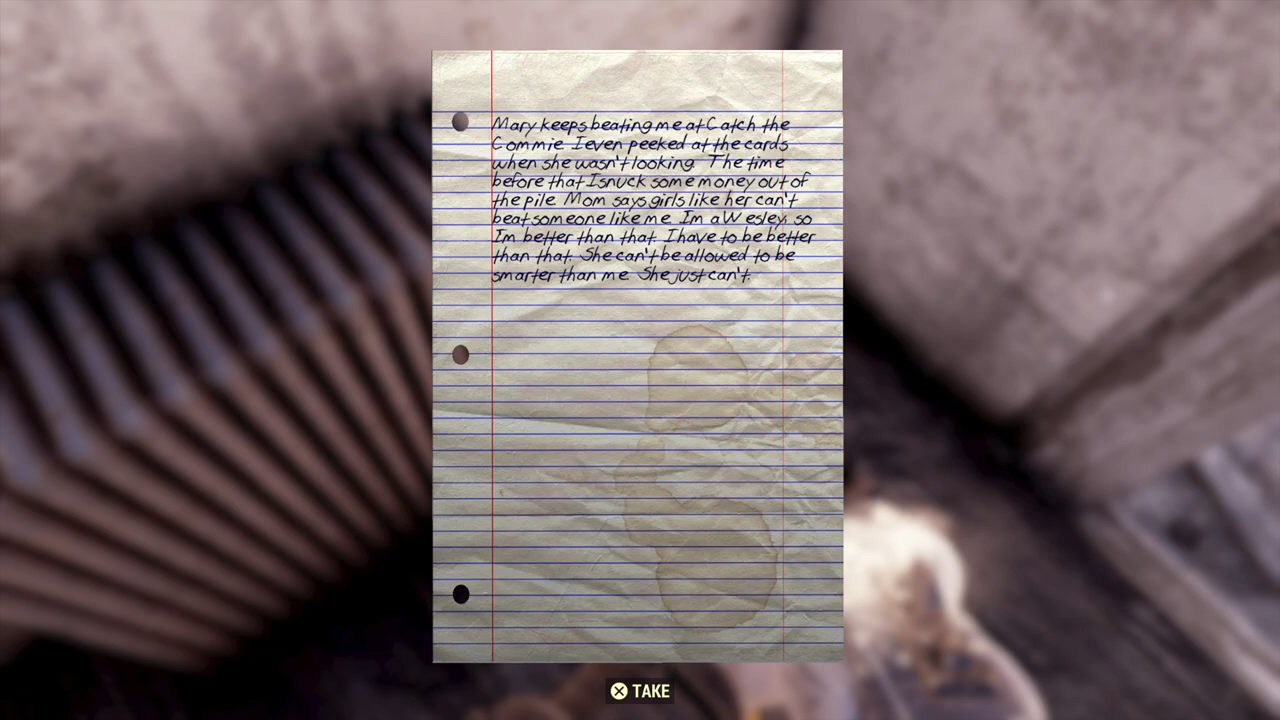 Mary keeps beating me at Catch the
Commie. I even peeked at the cards
when she wasn't looking. The time
before that I snuck some money out of
the pile. Mom says girls like her can't
beat someone like me. Im a Wesley, so
Im better than that. I have to be better
than that. She can't be allowed to be
smarter than me. She just can't.
TAKE